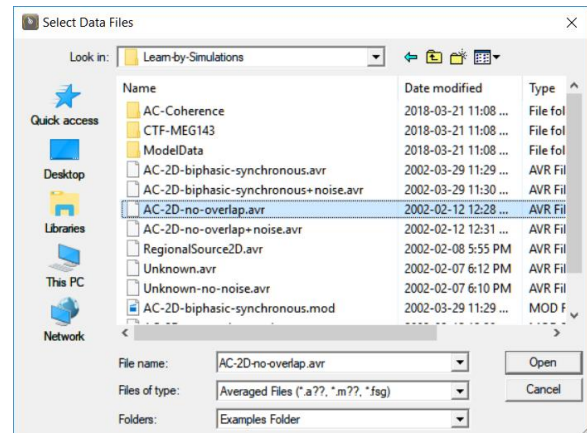 Select Data Files
Look in: Learn-by-Simulations
Name Date modified Type
AC-Coherence 2018-03-21 11:08 ... File fol
CTF-MEG143 2018-03-21 11:08 ... File fol
ModelData 2018-03-21 11:08 ... File fol
AC-2D-biphasic-synchronous.avr 2002-03-29 11:29 ... AVR Fil
AC-2D-biphasic-synchronous+noise.avr 2002-03-29 11:30 ... AVR Fil
AC-2D-no-overlap.avr 2002-02-12 12:28 ... AVR Fil
AC-2D-no-overlap+noise.avr 2002-02-12 12:31 ... AVR Fil
RegionalSource2D.avr 2002-02-08 5:55 PM AVR Fil
Unknown.avr 2002-02-07 6:12 PM AVR Fil
Unknown-no-noise.avr 2002-02-07 6:10 PM AVR Fil
AC-2D-biphasic-synchronous.mod 2002-03-29 11:29 ... MOD F
Quick access
Desktop
Libraries
This PC
Network
File name: AC-2D-no-overlap.avr Open
Files of type: Averaged Files (*.a??, *.m??, *.fsg) Cancel
Folders: Examples Folder